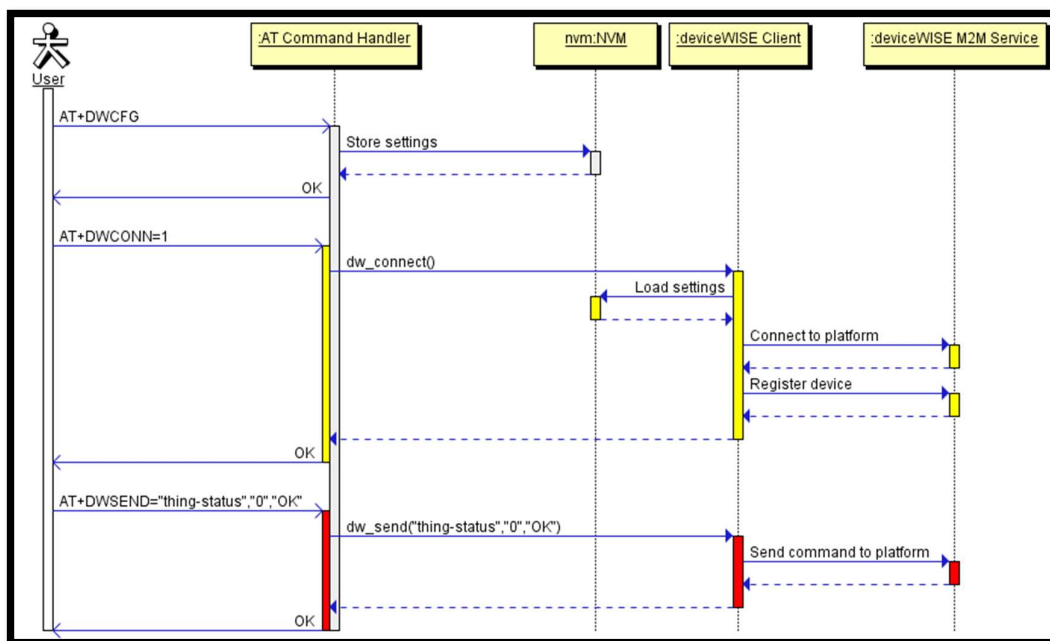 :AT Command Handler
nvm:NVM
:deviceWISE Client
:deviceWISE M2M Service
User
AT+DWCFG
Store settings
OK
AT+DWCONN=1
dw_connect()
Load settings
Connect to platform
Register device
OK
AT+DWSEND="thing-status","0","OK"
dw_send("thing-status","0","OK")
Send command to platform
OK